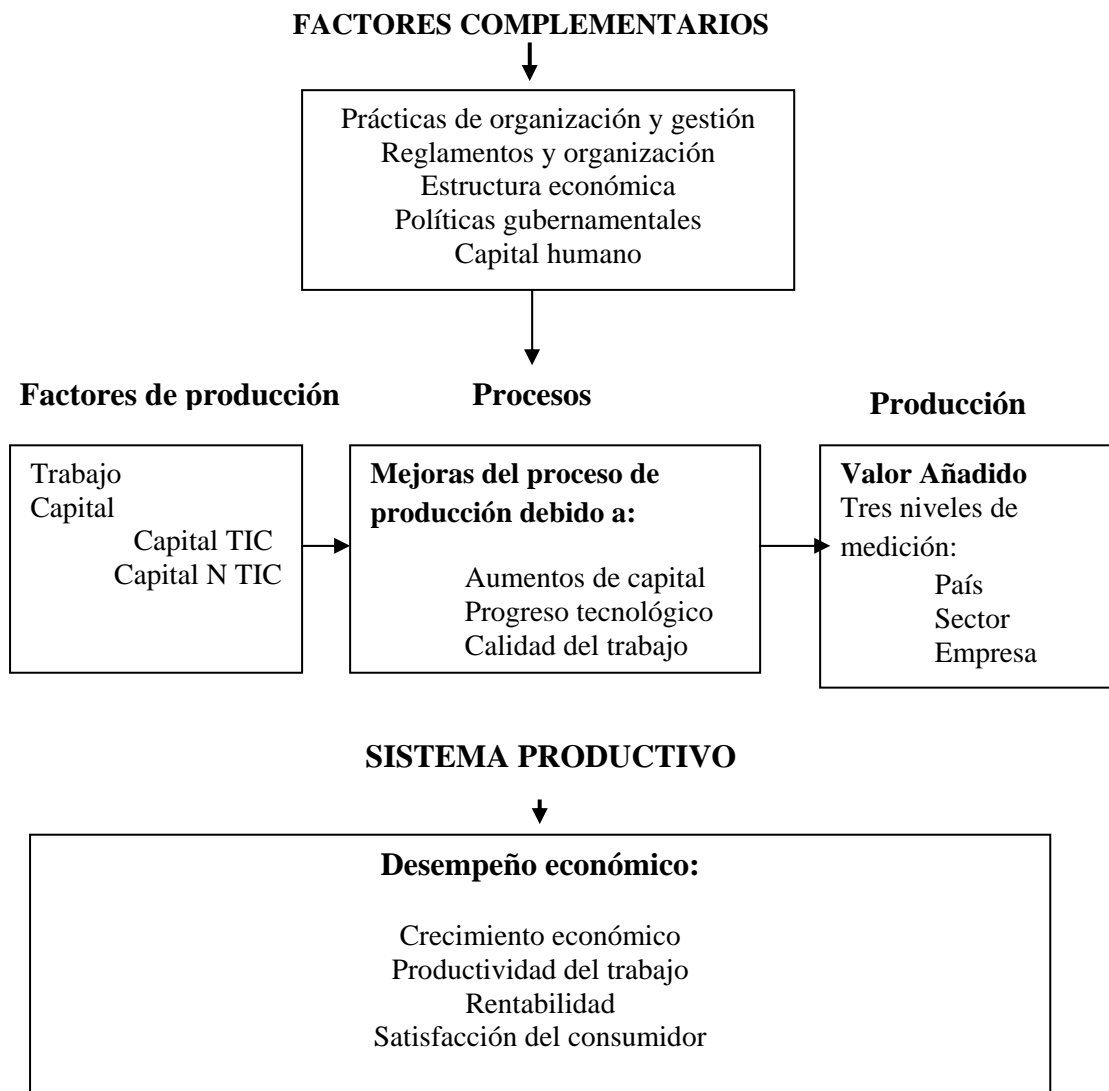 FACTORES COMPLEMENTARIOS
Prácticas de organización y gestión
Reglamentos y organización
Estructura económica
Políticas gubernamentales
Capital humano
Factores de producción
Procesos
Producción
Trabajo
Capital
Capital TIC
Capital N TIC
Mejoras del proceso de
producción debido a:
Aumentos de capital
Progreso tecnológico
Calidad del trabajo
Valor Añadido
Tres niveles de
medición:
País
Sector
Empresa
SISTEMA PRODUCTIVO
Desempeño económico:
Crecimiento económico
Productividad del trabajo
Rentabilidad
Satisfacción del consumidor